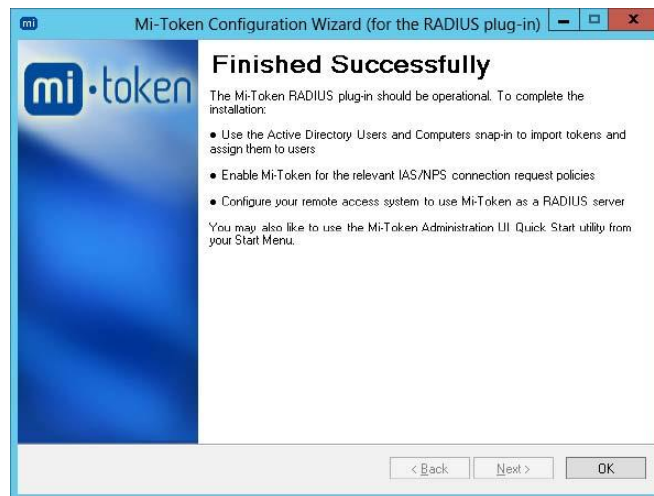 mi
Mi-Token Configuration Wizard (for the RADIUS plug-in)
mi•token
Finished Successfully
The Mi-Token RADIUS plug-in should be operational. To complete the
installation:
• Use the Active Directory Users and Computers snap-in to import tokens and
assign them to users
• Enable Mi-Token for the relevant IAS/NPS connection request policies
• Configure your remote access system to use Mi-Token as a RADIUS server
You may also like to use the Mi-Token Administration UI Quick Start utility from
your Start Menu.
< Back
Next >
OK